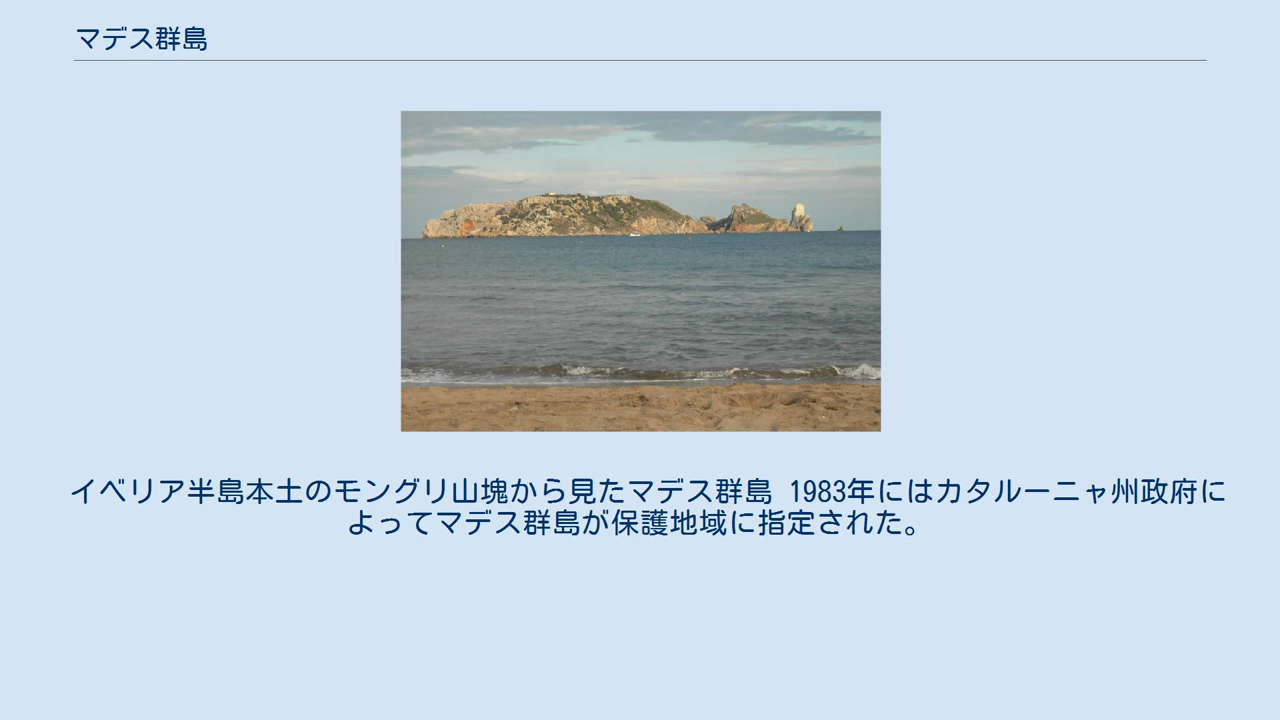 マデス群島
イベリア半島本土のモングリ山塊から見たマデス群島 1983年にはカタルーニャ州政府に
よってマデス群島が保護地域に指定された。